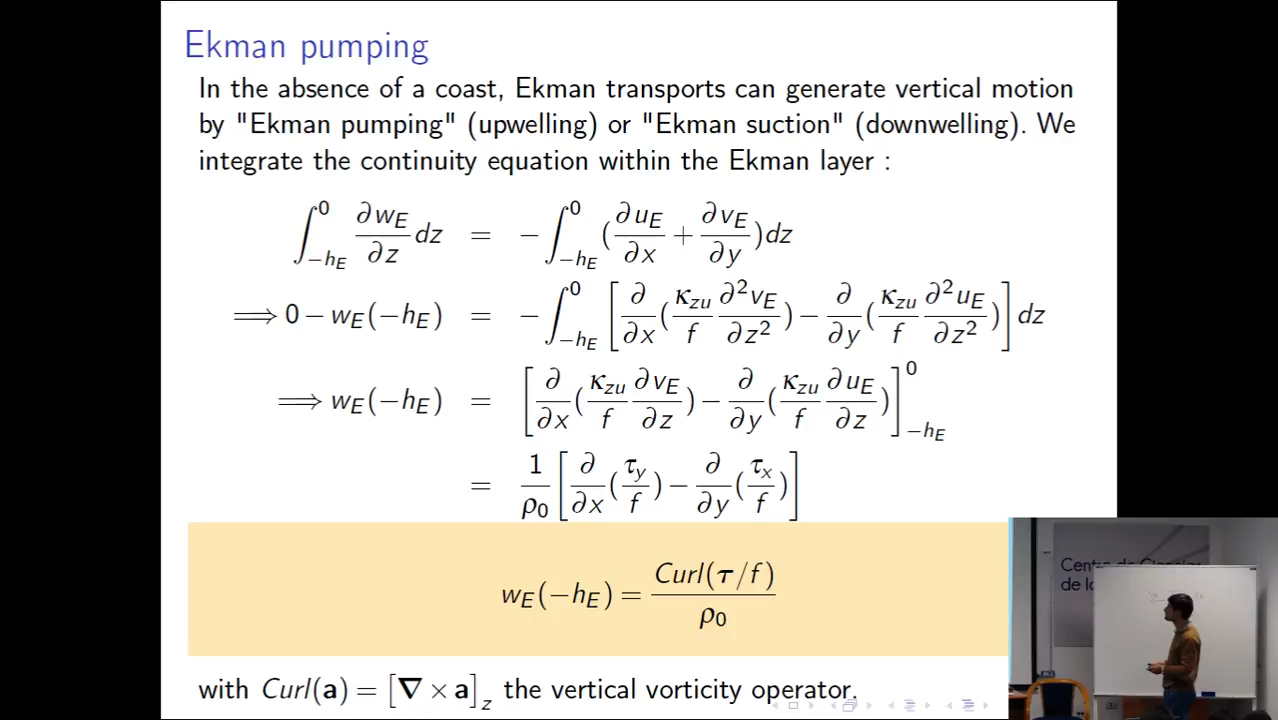 Ekman pumping
In the absence of a coast, Ekman transports can generate vertical motion
by "Ekman pumping" (upwelling) or "Ekman suction" (downwelling). We
integrate the continuity equation within the Ekman layer :
∫_{-h_E}^{0} ∂w_E/∂z dz = − ∫_{-h_E}^{0} (∂u_E/∂x + ∂v_E/∂y)dz
⟹ 0 − w_E(−h_E) = − ∫_{-h_E}^{0} [∂/∂x(κ_{zu}/f ∂²v_E/∂z²) − ∂/∂y(κ_{zu}/f ∂²u_E/∂z²)] dz
⟹ w_E(−h_E) = [∂/∂x(κ_{zu}/f ∂v_E/∂z) − ∂/∂y(κ_{zu}/f ∂u_E/∂z)]_{-h_E}^{0}
= 1/ρ_0 [∂/∂x(τ_y/f) − ∂/∂y(τ_x/f)]
w_E(−h_E) = Curl(τ/f)/ρ_0
Centro de Ciencias
de
with Curl(a) = [∇ × a]_z the vertical vorticity operator.